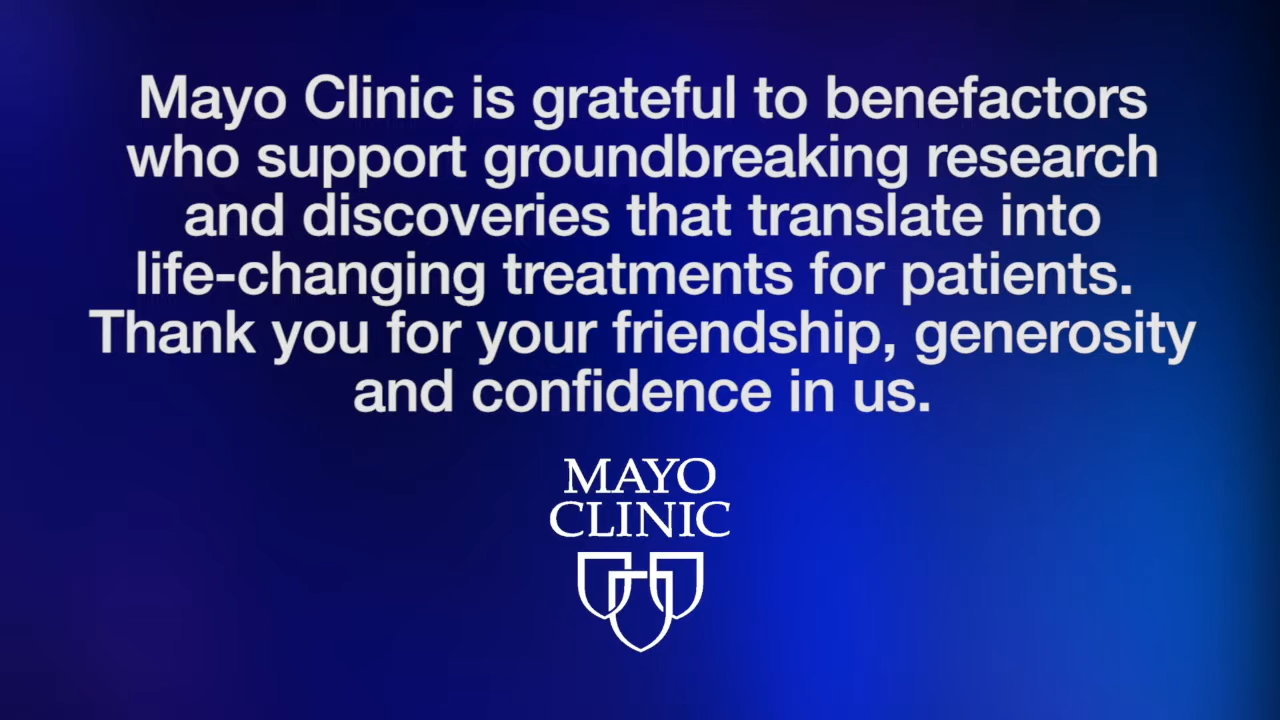 Mayo Clinic is grateful to benefactors
who support groundbreaking research
and discoveries that translate into
life-changing treatments for patients.
Thank you for your friendship, generosity
and confidence in us.
MAYO
CLINIC